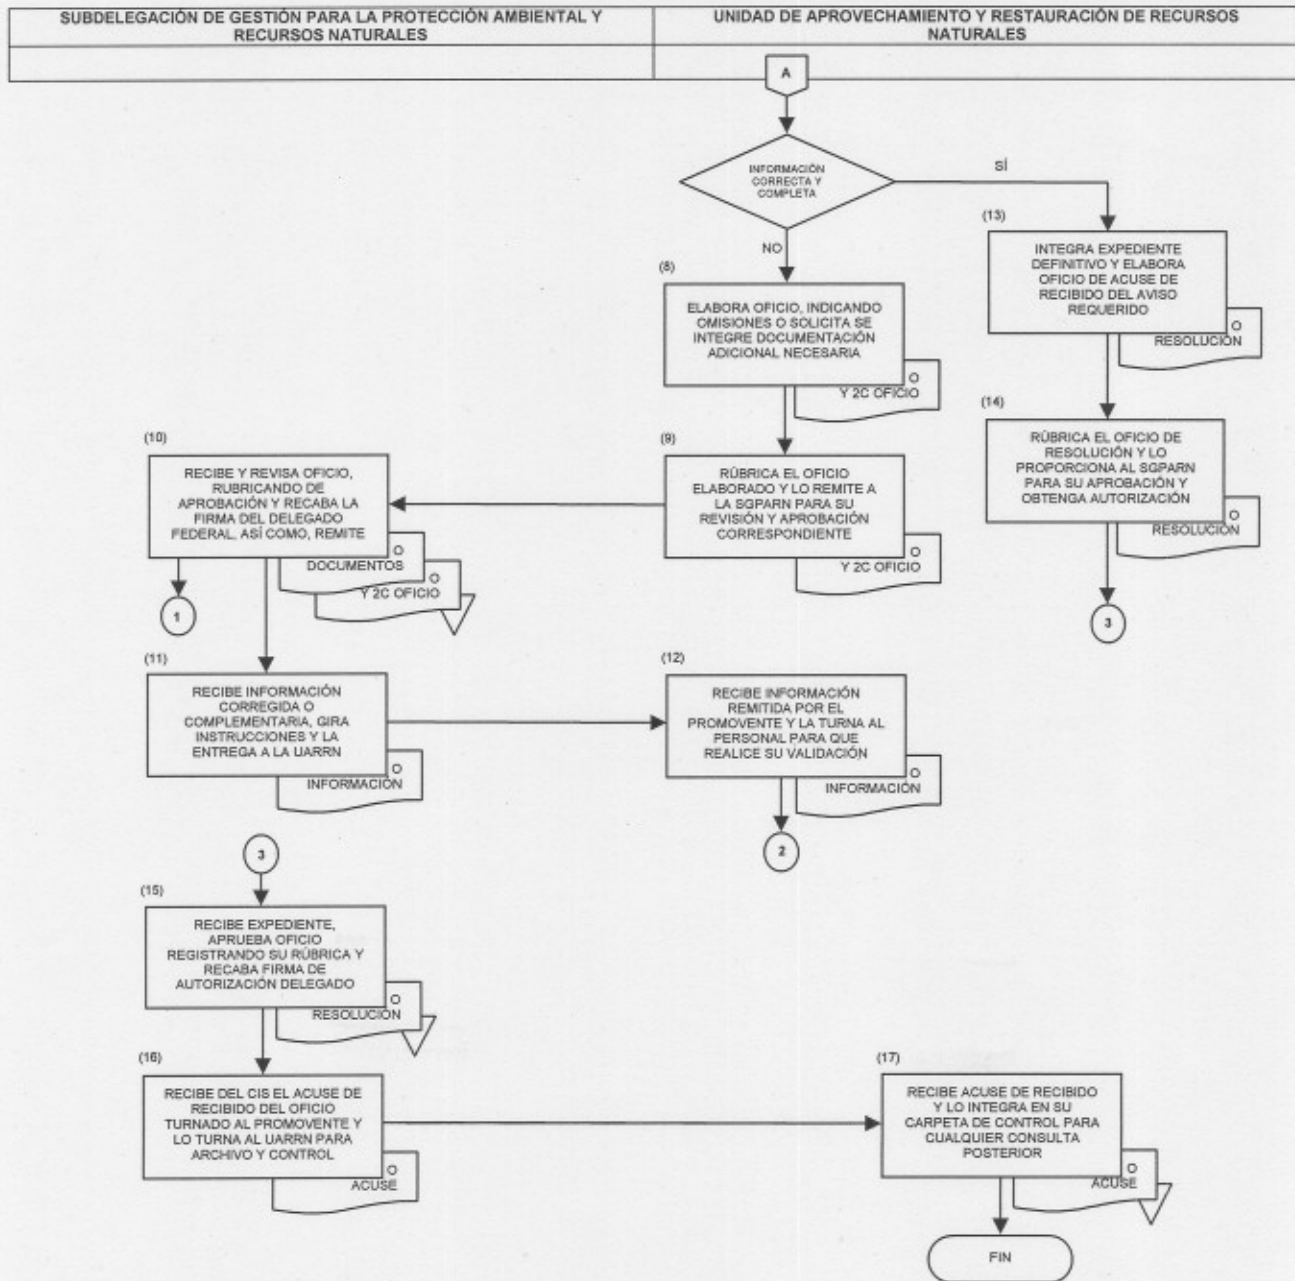 SUBDELEGACIÓN DE GESTIÓN PARA LA PROTECCIÓN AMBIENTAL Y
RECURSOS NATURALES
UNIDAD DE APROVECHAMIENTO Y RESTAURACIÓN DE RECURSOS
NATURALES
A
INFORMACIÓN
CORRECTA Y
COMPLETA
SÍ
NO
(8)
ELABORA OFICIO, INDICANDO
OMISIONES O SOLICITA SE
INTEGRE DOCUMENTACIÓN
ADICIONAL NECESARIA
O
Y 2C OFICIO
(13)
INTEGRA EXPEDIENTE
DEFINITIVO Y ELABORA
OFICIO DE ACUSE DE
RECIBIDO DEL AVISO
REQUERIDO
O
RESOLUCIÓN
(9)
RÚBRICA EL OFICIO
ELABORADO Y LO REMITE A
LA SGPARN PARA SU
REVISIÓN Y APROBACIÓN
CORRESPONDIENTE
O
Y 2C OFICIO
(14)
RÚBRICA EL OFICIO DE
RESOLUCIÓN Y LO
PROPORCIONA AL SGPARN
PARA SU APROBACIÓN Y
OBTENGA AUTORIZACIÓN
O
RESOLUCIÓN
3
(10)
RECIBE Y REVISA OFICIO,
RUBRICANDO DE
APROBACIÓN Y RECABA LA
FIRMA DEL DELEGADO
FEDERAL, ASÍ COMO, REMITE
O
DOCUMENTOS
O
Y 2C OFICIO
1
(11)
RECIBE INFORMACIÓN
CORREGIDA O
COMPLEMENTARIA, GIRA
INSTRUCCIONES Y LA
ENTREGA A LA UARRN
O
INFORMACIÓN
(12)
RECIBE INFORMACIÓN
REMITIDA POR EL
PROMOVENTE Y LA TURNA AL
PERSONAL PARA QUE
REALICE SU VALIDACIÓN
O
INFORMACIÓN
2
3
(15)
RECIBE EXPEDIENTE,
APRUEBA OFICIO
REGISTRANDO SU RÚBRICA Y
RECABA FIRMA DE
AUTORIZACIÓN DELEGADO
O
RESOLUCIÓN
(16)
RECIBE DEL CIS EL ACUSE DE
RECIBIDO DEL OFICIO
TURNADO AL PROMOVENTE Y
LO TURNA AL UARRN PARA
ARCHIVO Y CONTROL
O
ACUSE
(17)
RECIBE ACUSE DE RECIBIDO
Y LO INTEGRA EN SU
CARPETA DE CONTROL PARA
CUALQUIER CONSULTA
POSTERIOR
O
ACUSE
FIN